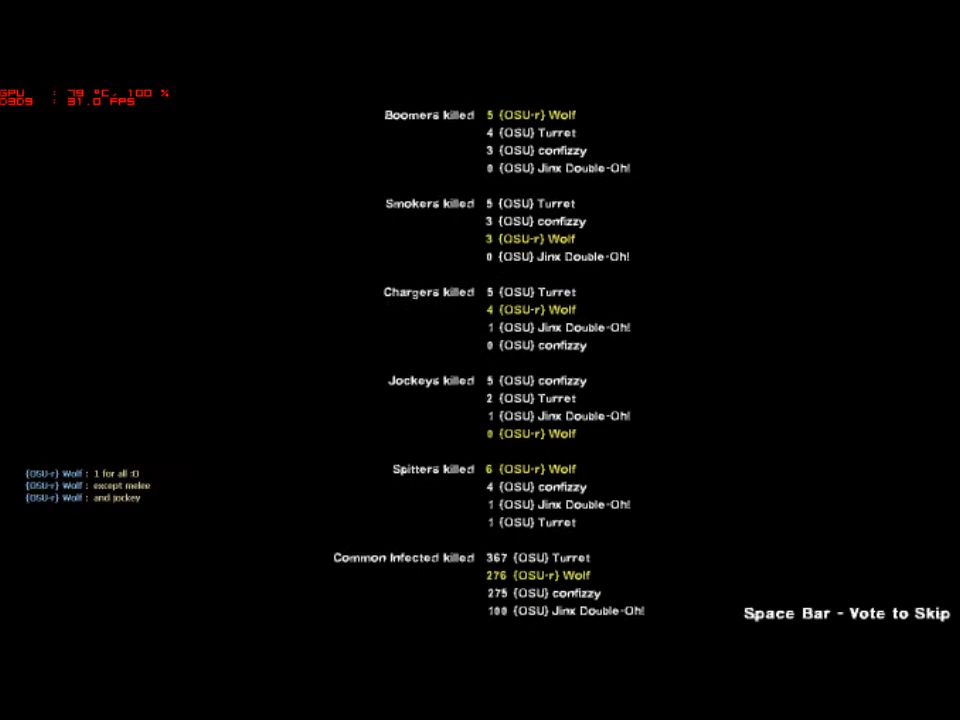 GPU : 79 °C, 100 %
D3D9 : 31.0 FPS
Boomers killed 5 {OSU-r} Wolf
4 {OSU} Turret
3 {OSU} confizzy
0 {OSU} Jinx Double-Oh!
Smokers killed 5 {OSU} Turret
3 {OSU} confizzy
3 {OSU-r} Wolf
0 {OSU} Jinx Double-Oh!
Chargers killed 5 {OSU} Turret
4 {OSU-r} Wolf
1 {OSU} Jinx Double-Oh!
0 {OSU} confizzy
Jockeys killed 5 {OSU} confizzy
2 {OSU} Turret
1 {OSU} Jinx Double-Oh!
0 {OSU-r} Wolf
Spitters killed 6 {OSU-r} Wolf
4 {OSU} confizzy
1 {OSU} Jinx Double-Oh!
1 {OSU} Turret
{OSU-r} Wolf : 1 for all :O
{OSU-r} Wolf : except melee
{OSU-r} Wolf : and jockey
Common Infected killed 367 {OSU} Turret
276 {OSU-r} Wolf
275 {OSU} confizzy
100 {OSU} Jinx Double-Oh!
Space Bar - Vote to Skip